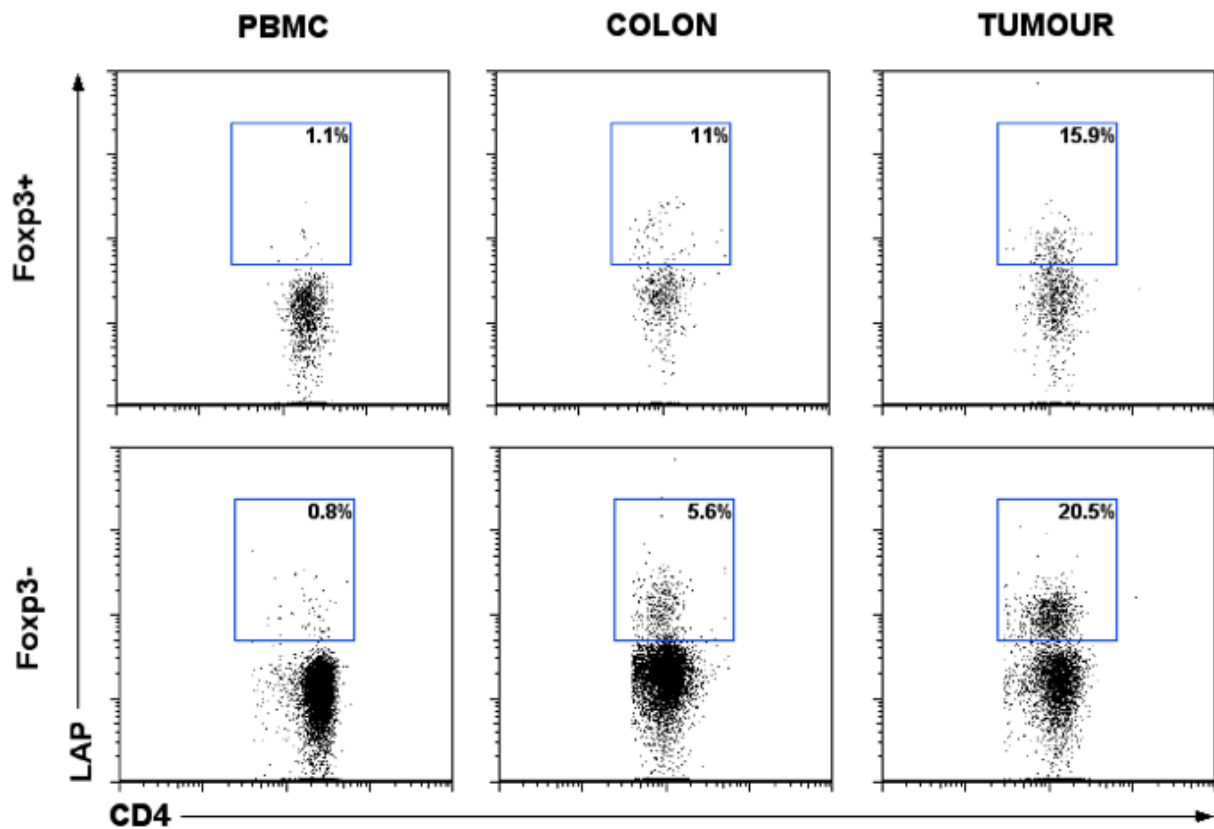 PBMC COLON TUMOUR
Foxp3+
1.1% 11% 15.9%
Foxp3-
0.8% 5.6% 20.5%
LAP
CD4